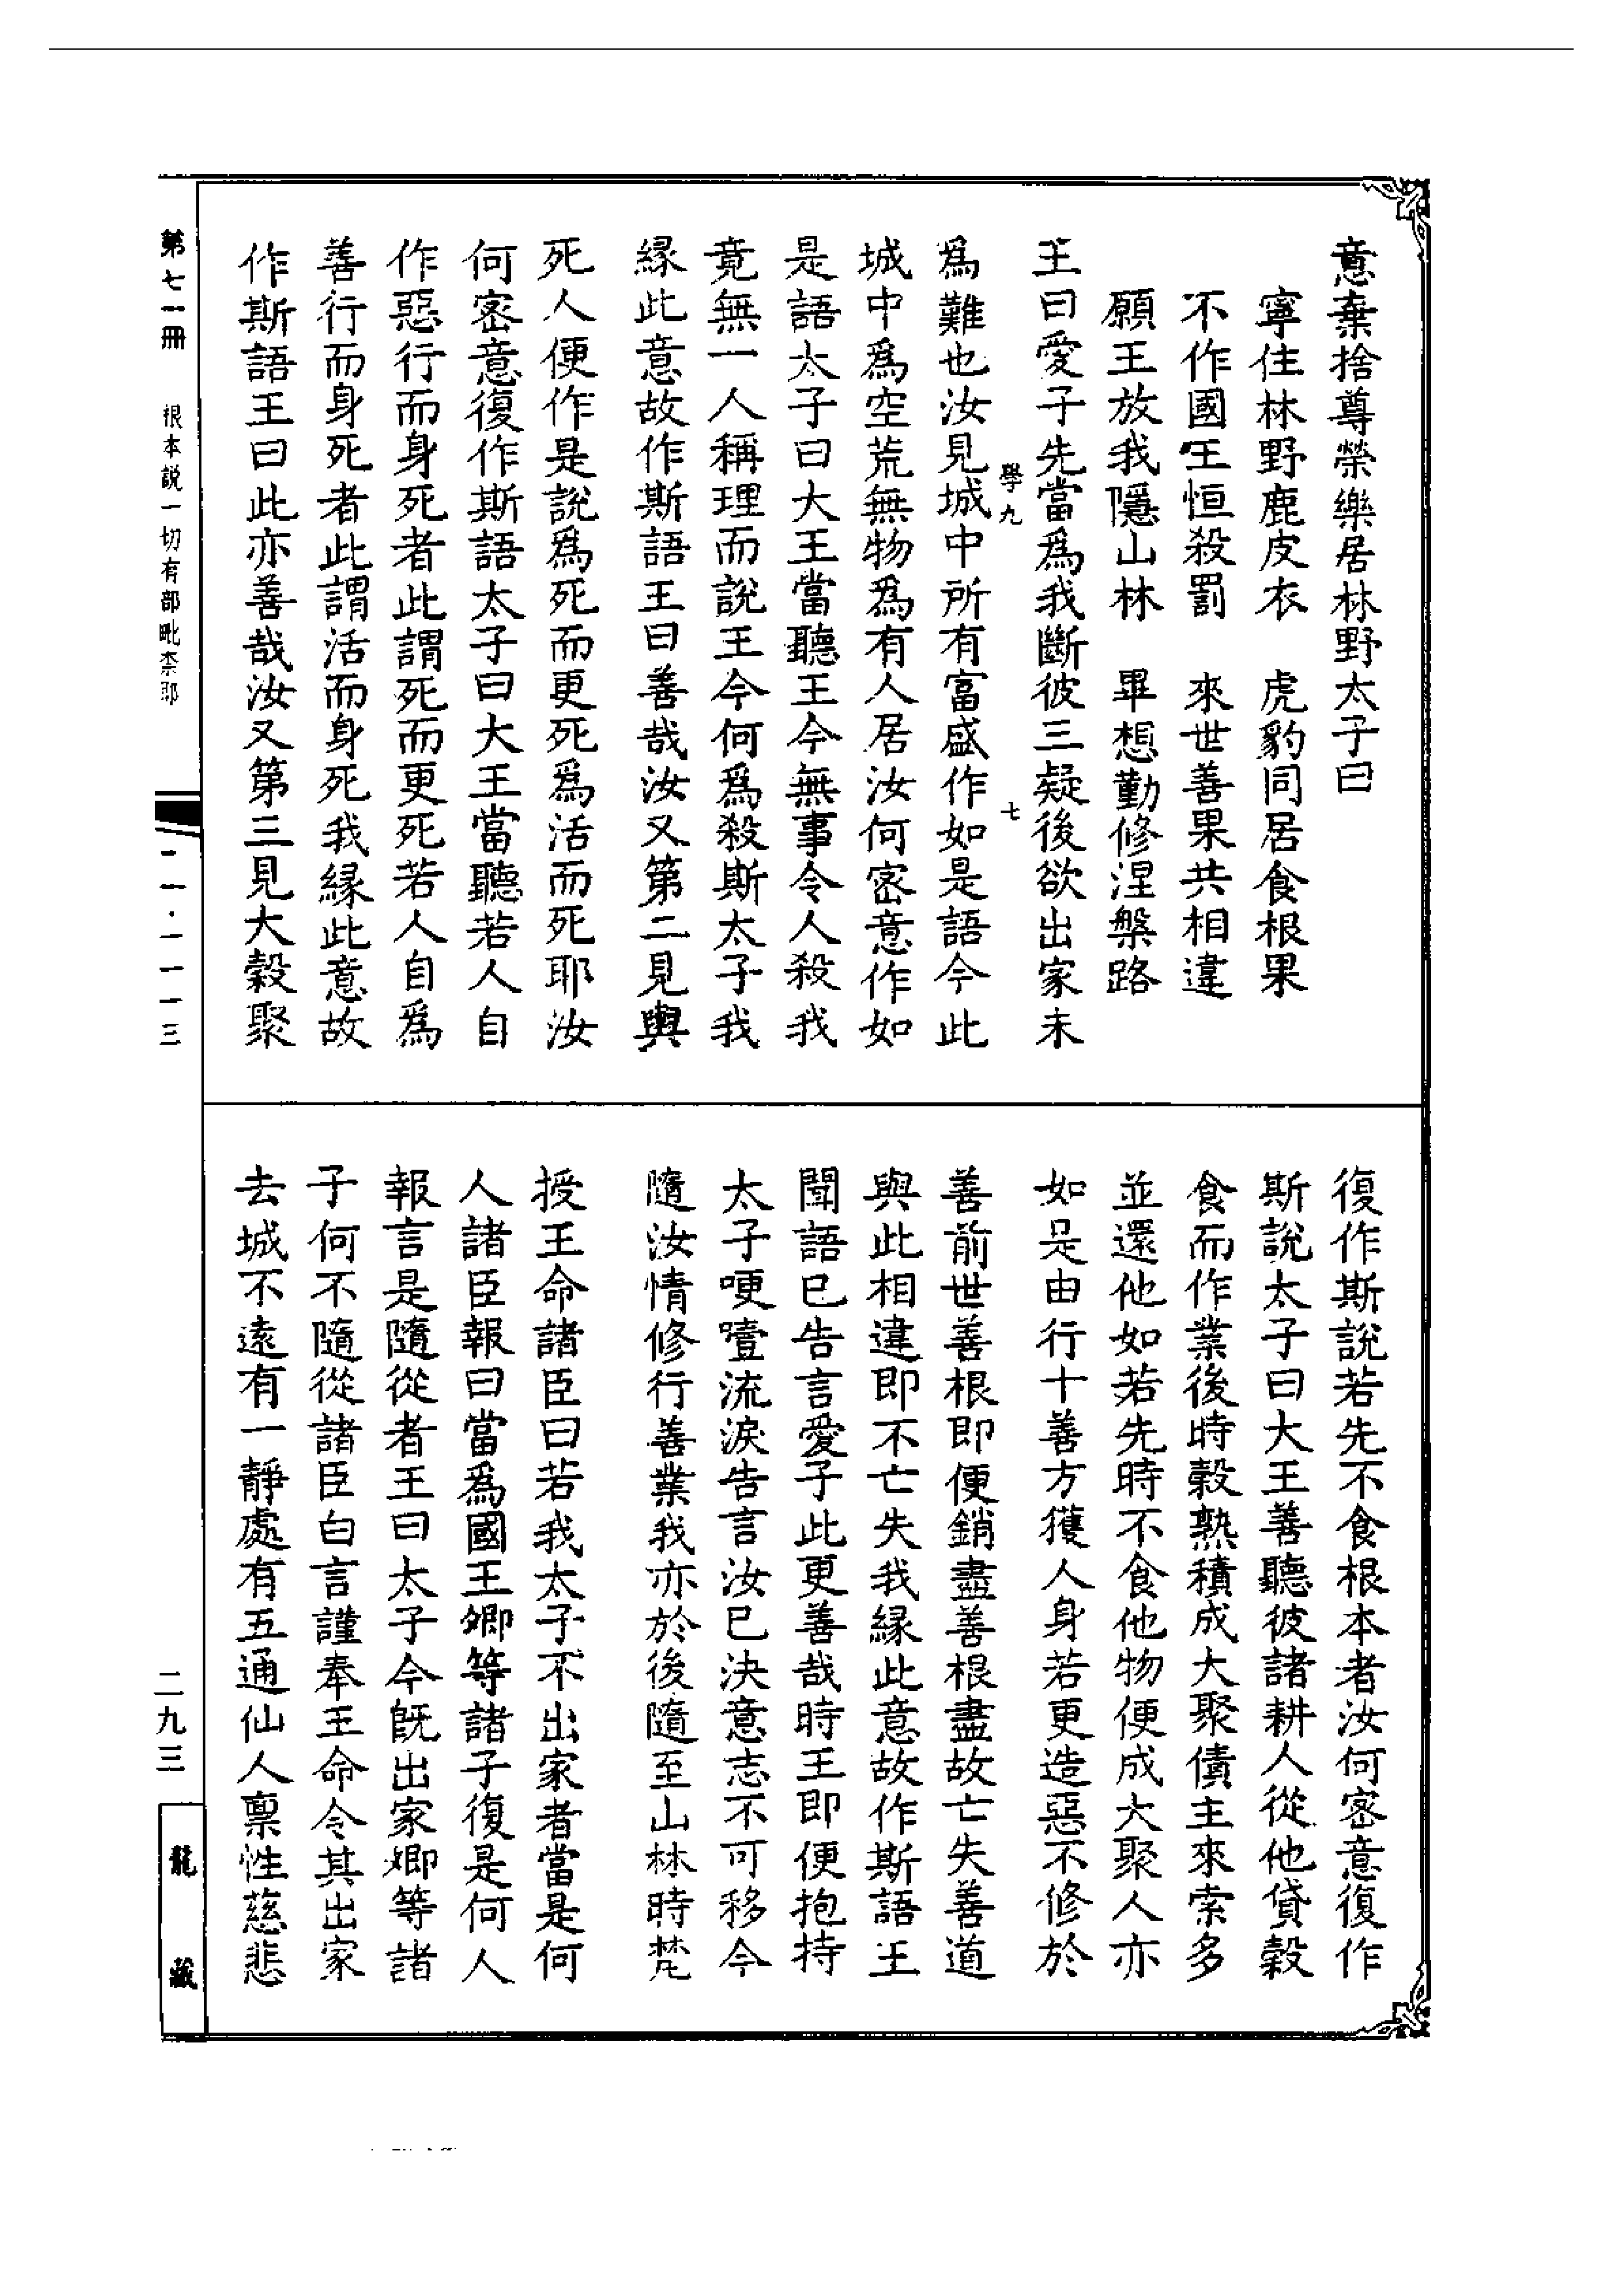 意棄捨尊榮樂居林野太子曰
寧住林野鹿皮衣　虎豹同居食根果
不作國王恒殺罰　來世善果共相違
願王放我隱山林　畢想勤修涅槃路
王曰愛子先當爲我斷彼三疑後欲出家未
學九　七
爲難也汝見城中所有富盛作如是語今此
城中爲空荒無物爲有人居汝何密意作如
是語太子曰大王當聽王今無事令人殺我
竟無一人稱理而說王今何爲殺斯太子我
緣此意故作斯語王曰善哉汝又第二見輿
死人便作是說爲死而更死爲活而死耶汝
何密意復作斯語太子曰大王當聽若人自
作惡行而身死者此謂死而更死若人自爲
善行而身死者此謂活而身死我緣此意故
作斯語王曰此亦善哉汝又第三見大穀聚
復作斯說若先不食根本者汝何密意復作
斯說太子曰大王善聽彼諸耕人從他貸穀
食而作業後時穀熟積成大聚債主來索多
並還他如若先時不食他物便成大聚人亦
如是由行十善方獲人身若更造惡不修於
善前世善根即便銷盡善根盡故亡失善道
與此相違即不亡失我緣此意故作斯語王
聞語已告言愛子此更善哉時王即便抱持
太子哽噎流淚告言汝已決意志不可移今
隨汝情修行善業我亦於後隨至山林時梵
授王命諸臣曰若我太子不出家者當是何
人諸臣報曰當爲國王卿等諸子復是何人
報言是隨從者王曰太子今既出家卿等諸
子何不隨從諸臣白言謹奉王命令其出家
去城不遠有一靜處有五通仙人禀性慈悲
第七一冊　根本說一切有部毗柰耶
二一·一一一三
二九三
龍藏